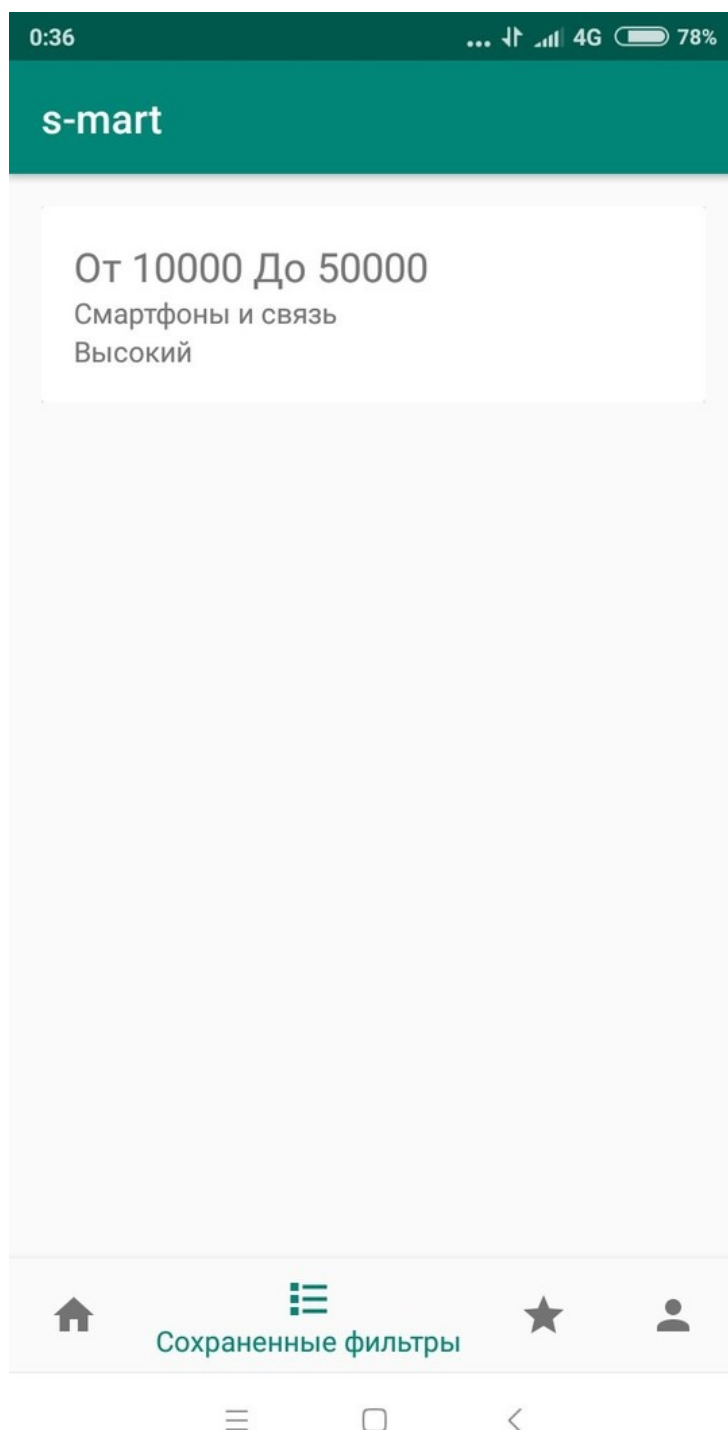 0:36 ... 4G 78%
s-mart
От 10000 До 50000
Смартфоны и связь
Высокий
Сохраненные фильтры